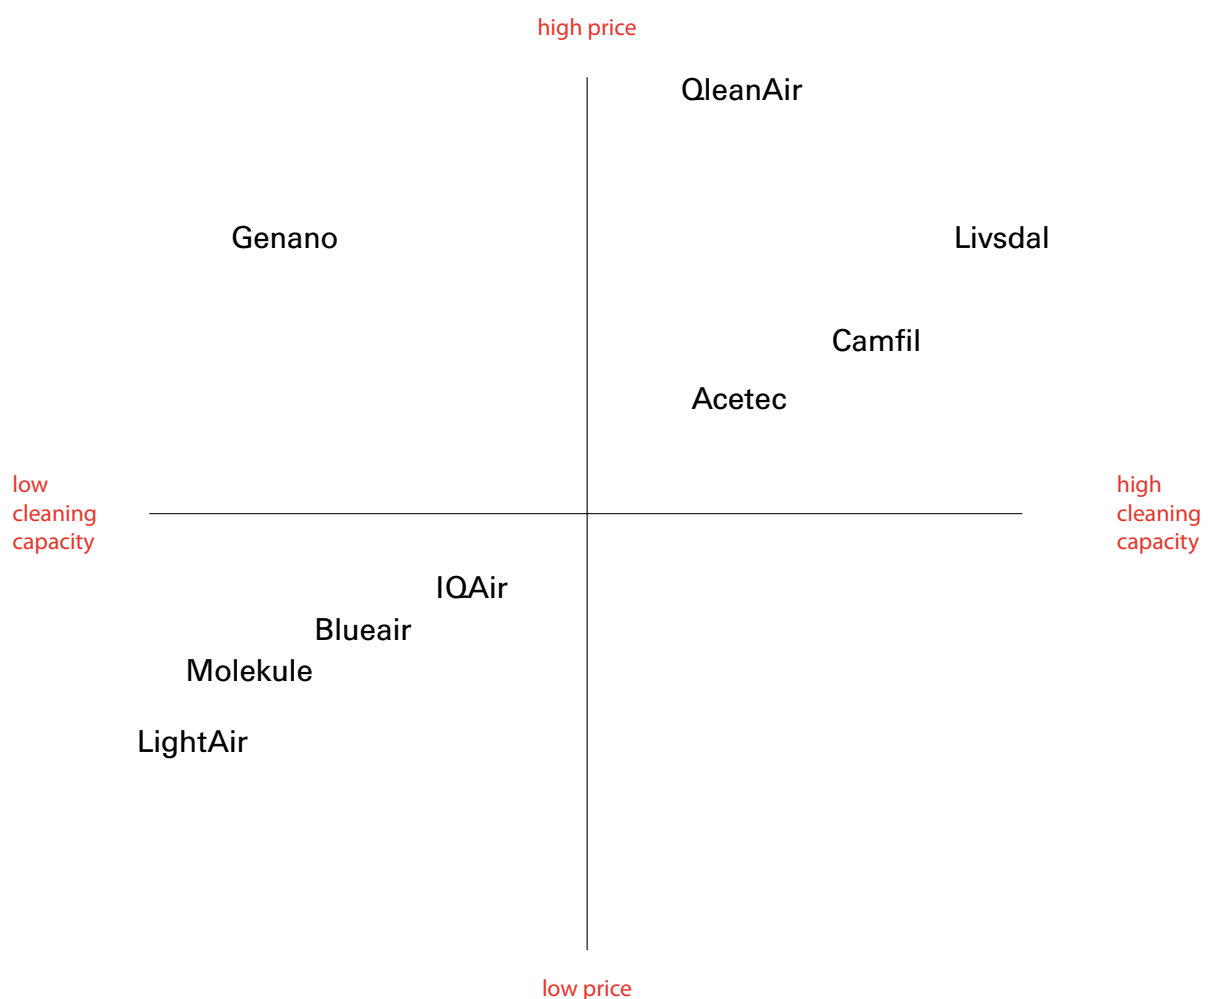 high price
QleanAir
Genano
Livsdal
Camfil
Acetec
low
cleaning
capacity
high
cleaning
capacity
IQAir
Blueair
Molekule
LightAir
low price